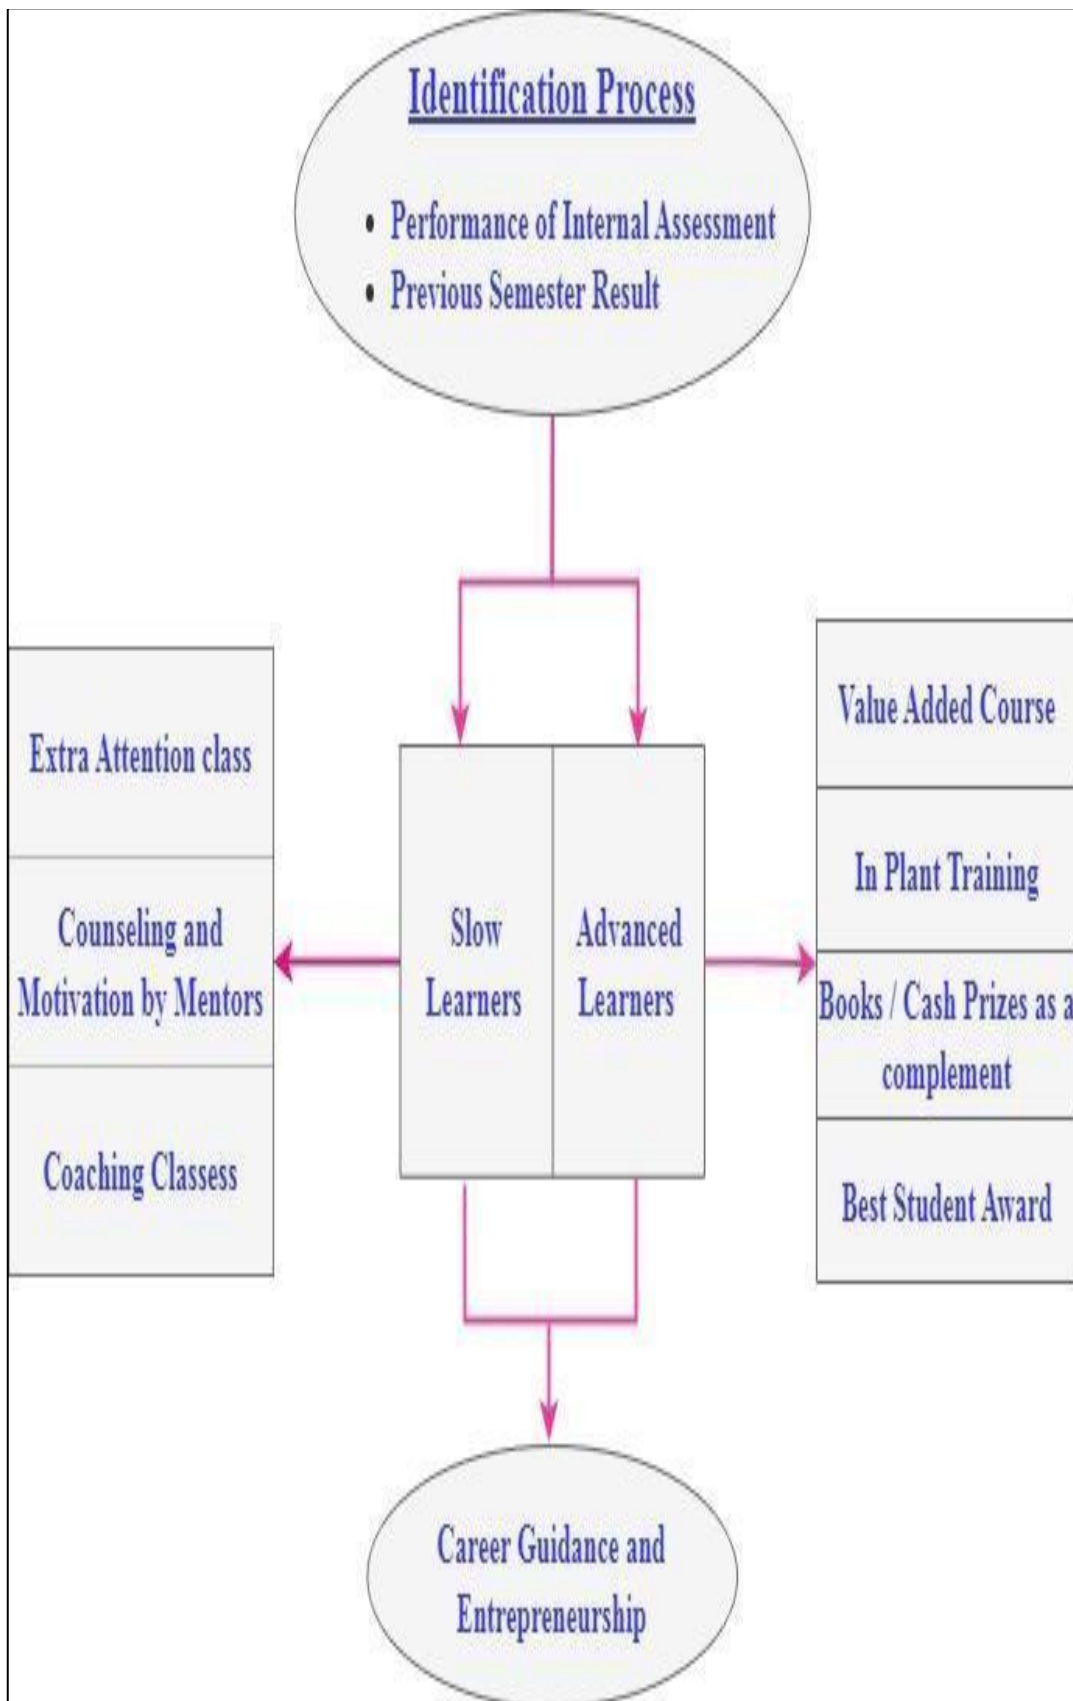 Identification Process
• Performance of Internal Assessment
• Previous Semester Result
Extra Attention class
Counseling and
Motivation by Mentors
Coaching Classess
Slow
Learners
Advanced
Learners
Value Added Course
In Plant Training
Books / Cash Prizes as a
complement
Best Student Award
Career Guidance and
Entrepreneurship